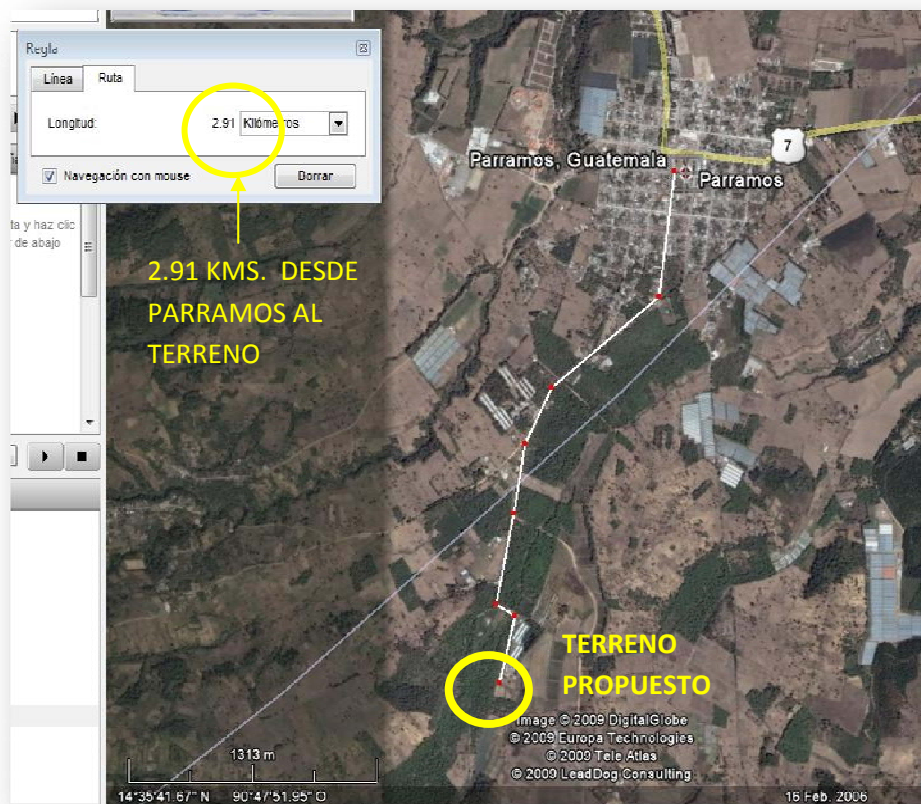 Regla
Línea
Ruta
Longitud:
2.91
Kilómetros
Navegación con mouse
Borrar
ta y haz clic
r de abajo
2.91 KMS. DESDE
PARRAMOS AL
TERRENO
7
Parramos, Guatemala
Parramos
TERRENO
PROPUESTO
Image © 2009 DigitalGlobe
© 2009 Europa Technologies
© 2009 Tele Atlas
© 2009 LeadDog Consulting
1313 m
14°35'41.67" N 90°47'51.95" O
16 Feb. 2006